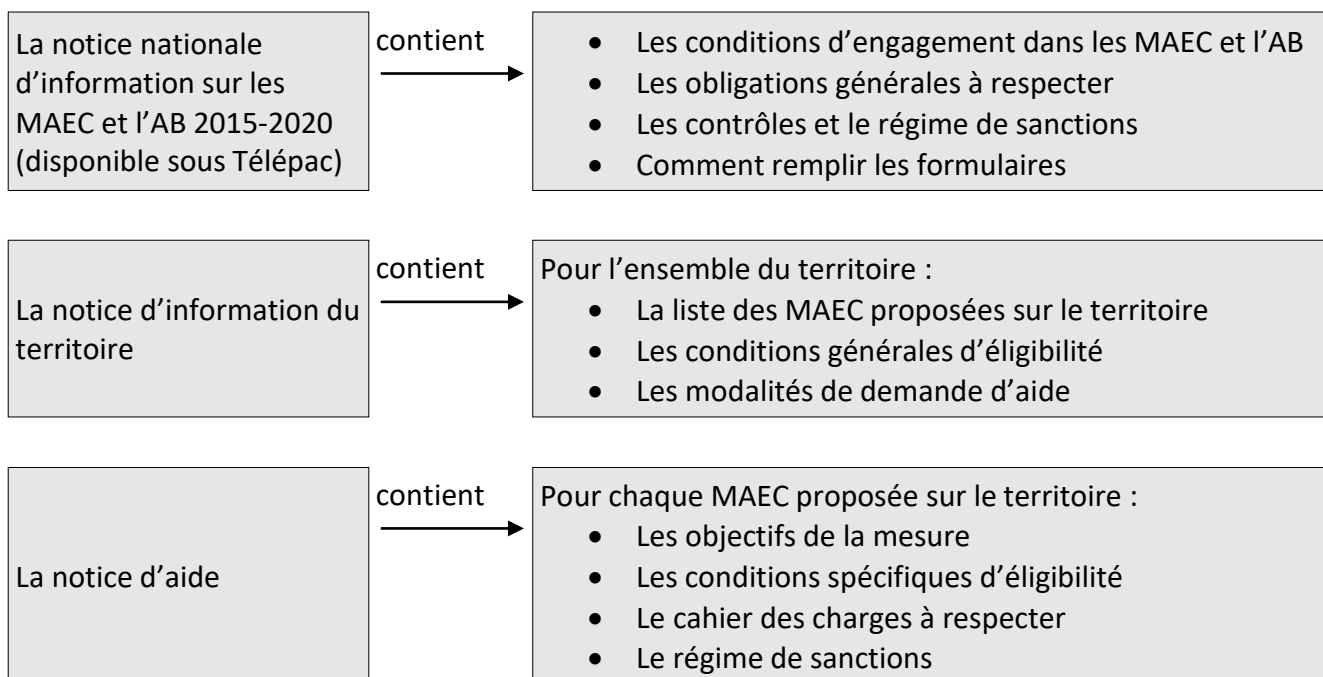 La notice nationale
d’information sur les
MAEC et l’AB 2015-2020
(disponible sous Télépac)
contient
• Les conditions d’engagement dans les MAEC et l’AB
• Les obligations générales à respecter
• Les contrôles et le régime de sanctions
• Comment remplir les formulaires
La notice d’information du
territoire
contient
Pour l’ensemble du territoire :
• La liste des MAEC proposées sur le territoire
• Les conditions générales d’éligibilité
• Les modalités de demande d’aide
La notice d’aide
contient
Pour chaque MAEC proposée sur le territoire :
• Les objectifs de la mesure
• Les conditions spécifiques d’éligibilité
• Le cahier des charges à respecter
• Le régime de sanctions